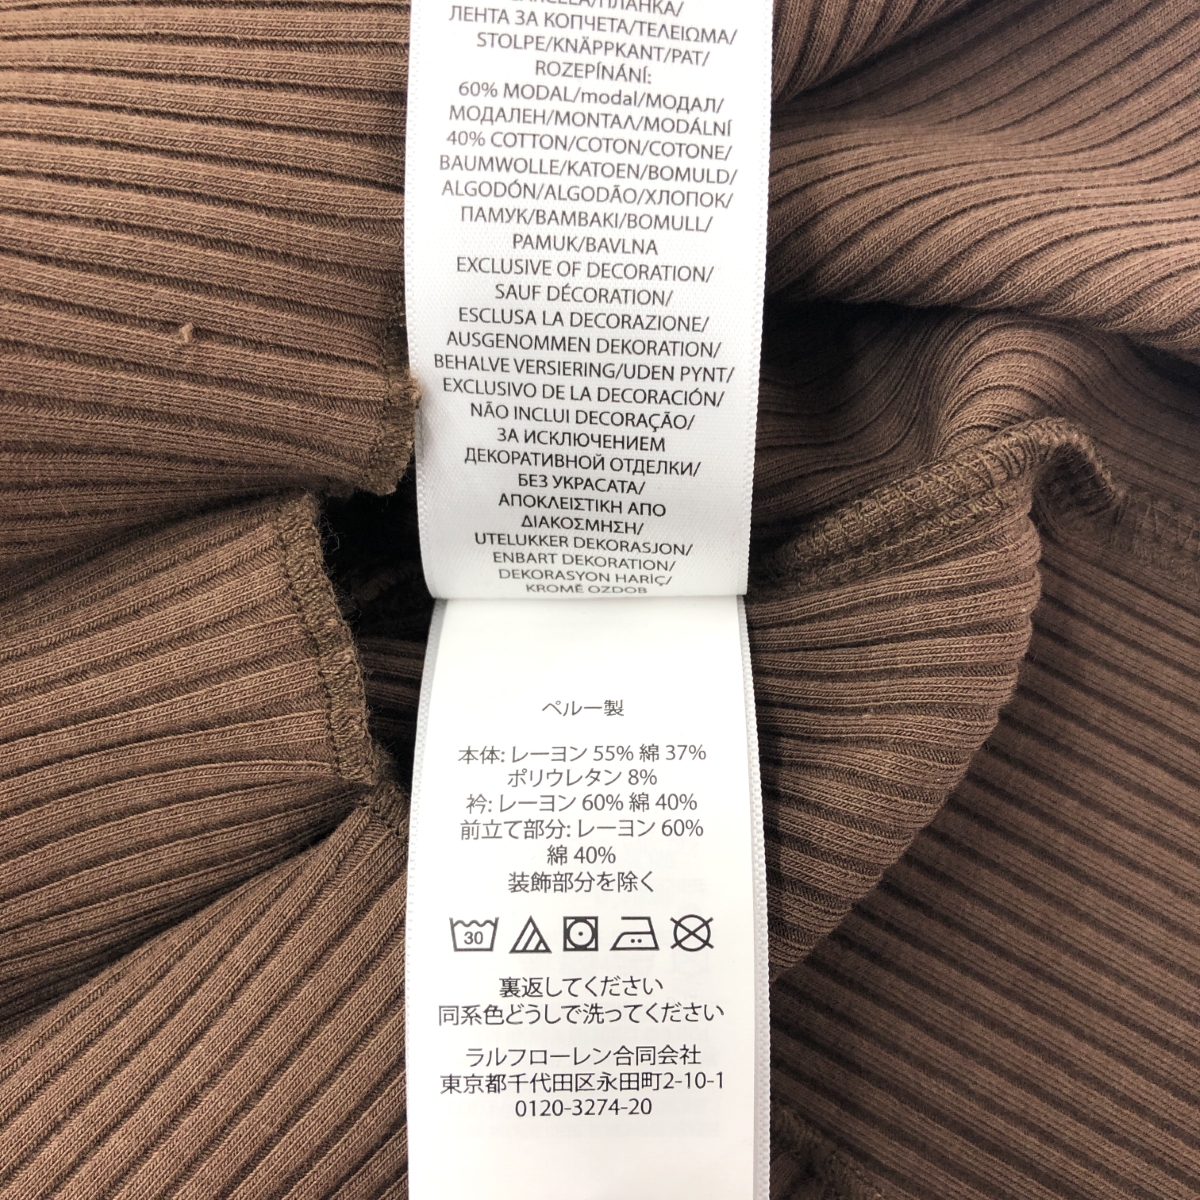 ЛЕНТА ЗА КОПЧЕТА/ΤΕΛΕΙΩΜΑ/
STOLPE/KNÄPPKANT/PAT/
ROZEPÍNÁNÍ:
60% MODAL/modal/МОДАЛ/
МОДАЛЕН/ΜΟΝΤΑΛ/MODÁLNÍ
40% COTTON/COTON/COTONE/
BAUMWOLLE/KATOEN/BOMULD/
ALGODÓN/ALGODÃO/ХЛОПОК/
ПАМУК/BAMBAKI/BOMULL/
PAMUK/BAVLNA
EXCLUSIVE OF DECORATION/
SAUF DÉCORATION/
ESCLUSA LA DECORAZIONE/
AUSGENOMMEN DEKORATION/
BEHALVE VERSIERING/UDEN PYNT/
EXCLUSIVO DE LA DECORACIÓN/
NÃO INCLUI DECORAÇÃO/
ЗА ИСКЛЮЧЕНИЕМ
ДЕКОРАТИВНОЙ ОТДЕЛКИ/
БЕЗ УКРАСАТА/
ΑΠΟΚΛΕΙΣΤΙΚΗ ΑΠΟ
ΔΙΑΚΟΣΜΗΣΗ/
UTELUKKER DEKORASJON/
ENBART DEKORATION/
DEKORASYON HARİÇ/
KROMĚ OZDOB
ペルー製
本体: レーヨン 55% 綿 37%
ポリウレタン 8%
衿: レーヨン 60% 綿 40%
前立て部分: レーヨン 60%
綿 40%
装飾部分を除く
30
裏返してください
同系色どうしで洗ってください
ラルフローレン合同会社
東京都千代田区永田町2-10-1
0120-3274-20